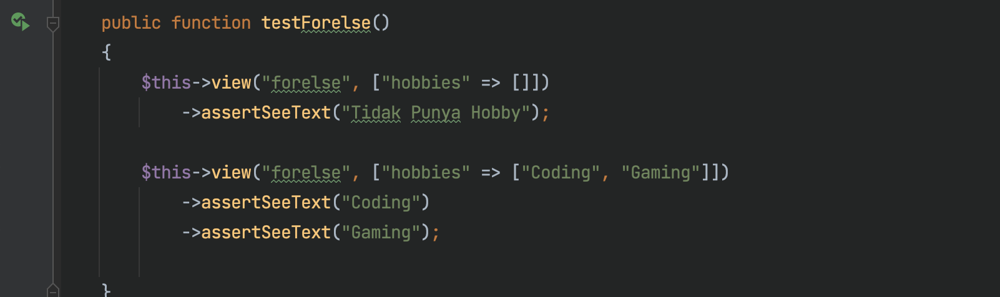 public function testForelse()
{
$this->view("forelse", ["hobbies" => []])
->assertSeeText("Tidak Punya Hobby");
$this->view("forelse", ["hobbies" => ["Coding", "Gaming"]])
->assertSeeText("Coding")
->assertSeeText("Gaming");
}